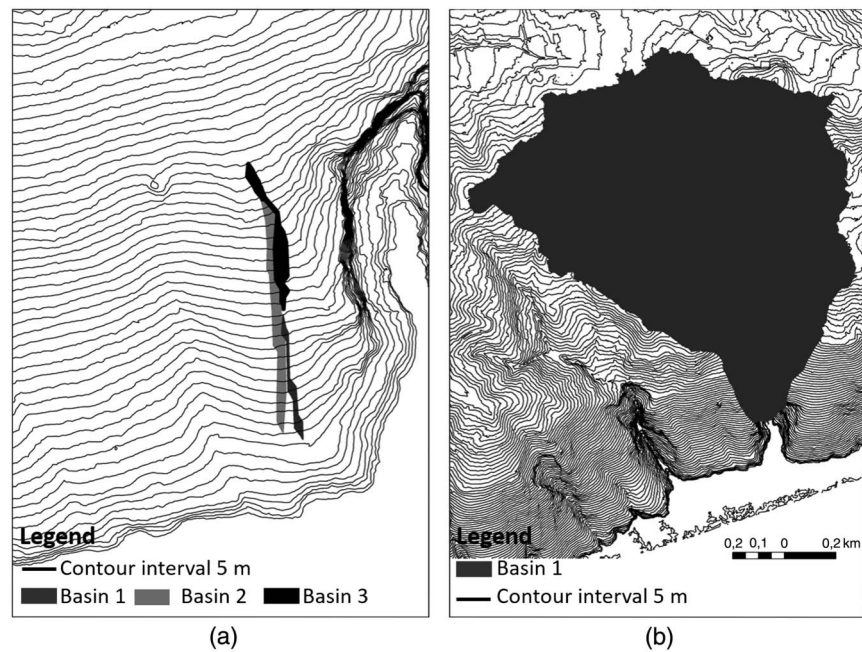 Legend
Contour interval 5 m
Basin 1 Basin 2 Basin 3
(a)
Legend
Basin 1
Contour interval 5 m
0,2 0,1 0 0,2 km
(b)